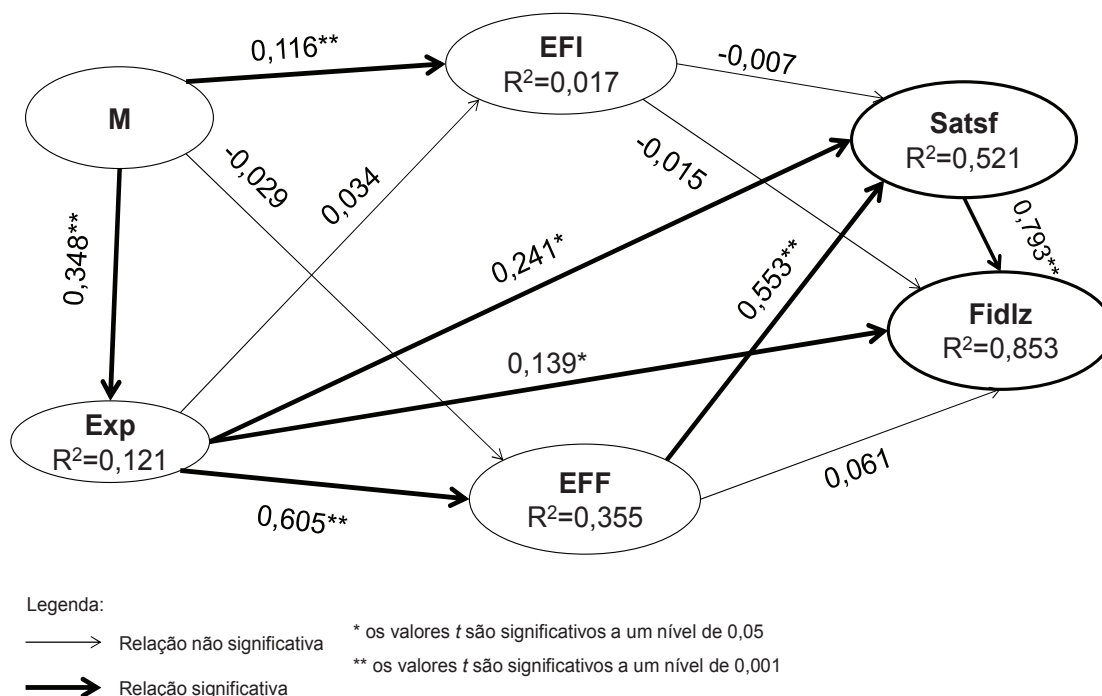 0,116**
EFI
R²=0,017
-0,007
M
Satsf
R²=0,521
-0,029
0,034
-0,015
0,348**
0,241*
0,553**
0,793**
Fidlz
R²=0,853
0,139*
Exp
R²=0,121
EFF
R²=0,355
0,061
0,605**
Legenda:
Relação não significativa
* os valores t são significativos a um nível de 0,05
** os valores t são significativos a um nível de 0,001
Relação significativa